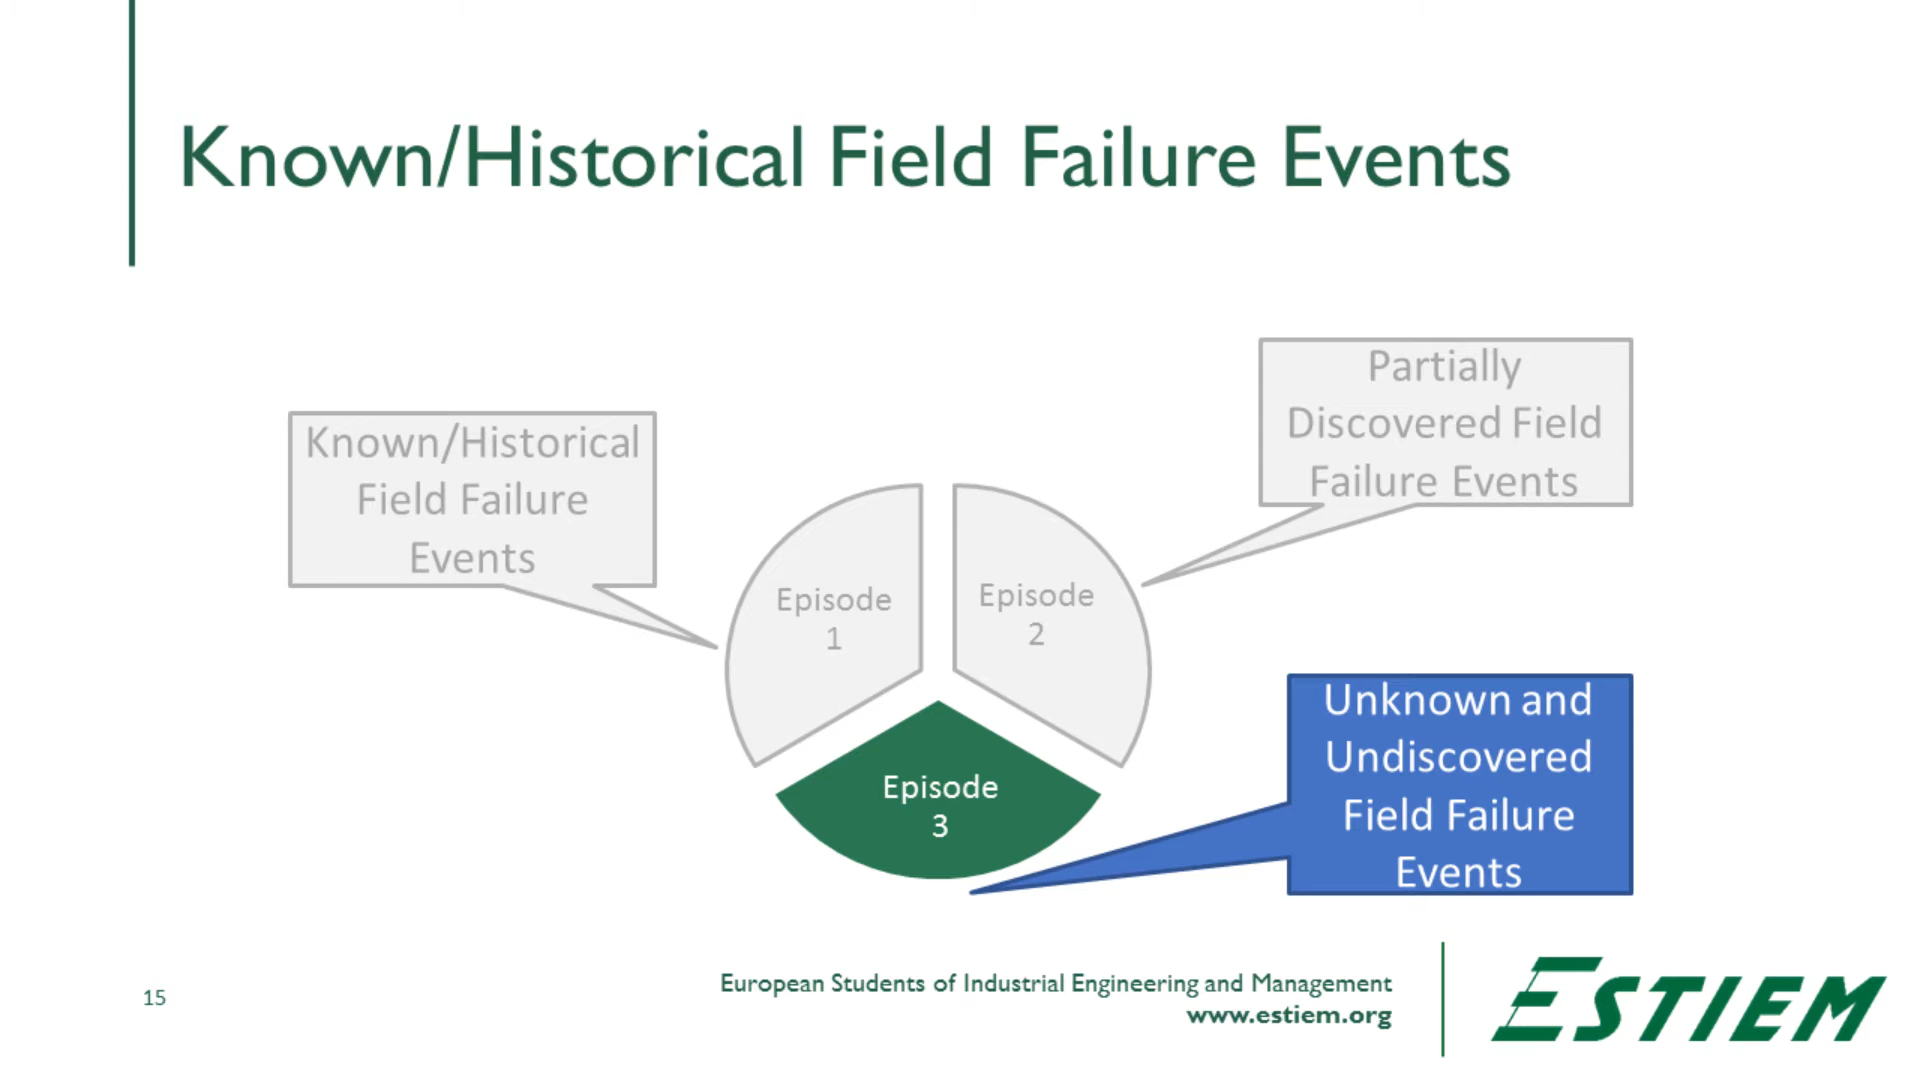 Known/Historical Field Failure Events
Partially
Discovered Field
Failure Events
Known/Historical
Field Failure
Events
Episode
1
Episode
2
Unknown and
Undiscovered
Field Failure
Events
Episode
3
15
European Students of Industrial Engineering and Management
www.estiem.org
ESTIEM